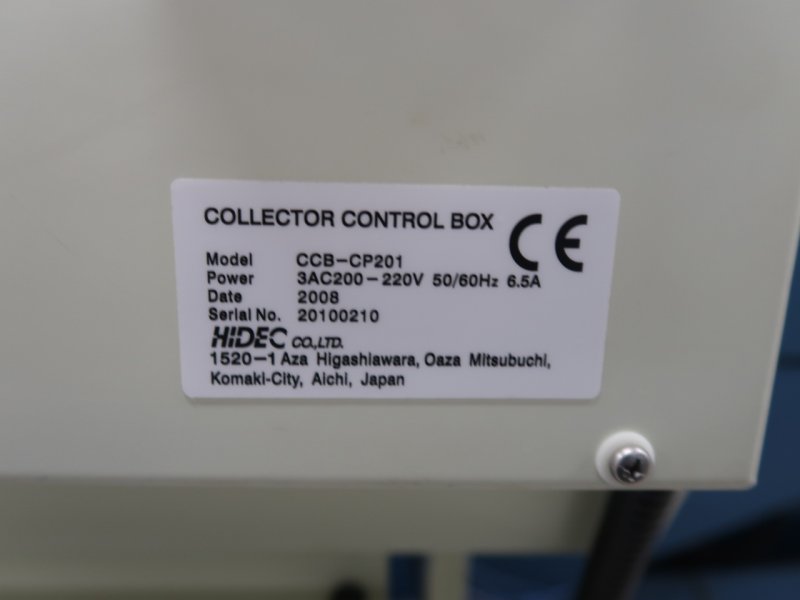 COLLECTOR CONTROL BOX CE
Model CCB-CP201
Power 3AC200-220V 50/60Hz 6.5A
Date 2008
Serial No. 20100210
HIDEC CO.,LTD.
1520-1 Aza Higashiawara, Oaza Mitsubuchi,
Komaki-City, Aichi, Japan